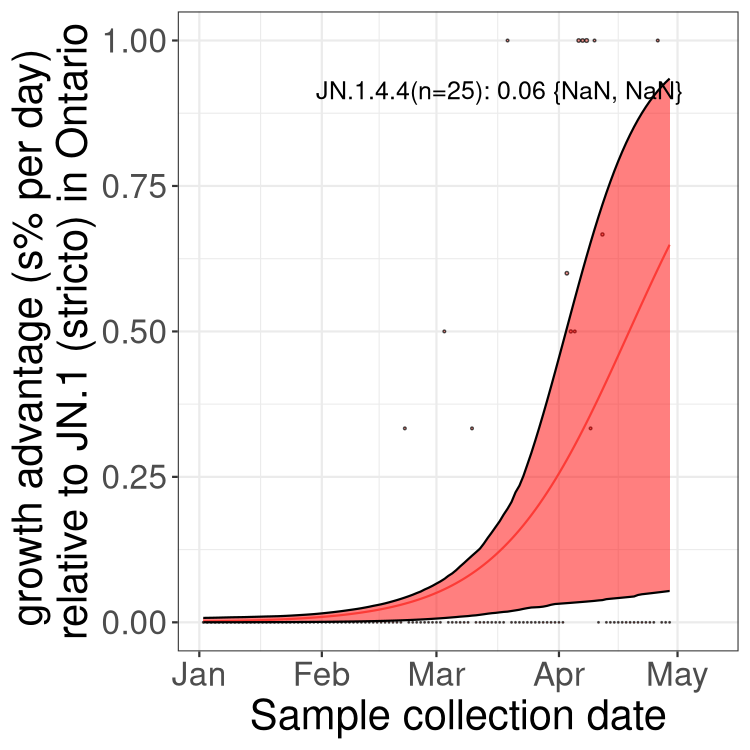 growth advantage (s% per day)
relative to JN.1 (stricto) in Ontario
1.00
0.75
0.50
0.25
0.00
JN.1.4.4(n=25): 0.06 {NaN, NaN}
Jan Feb Mar Apr May
Sample collection date